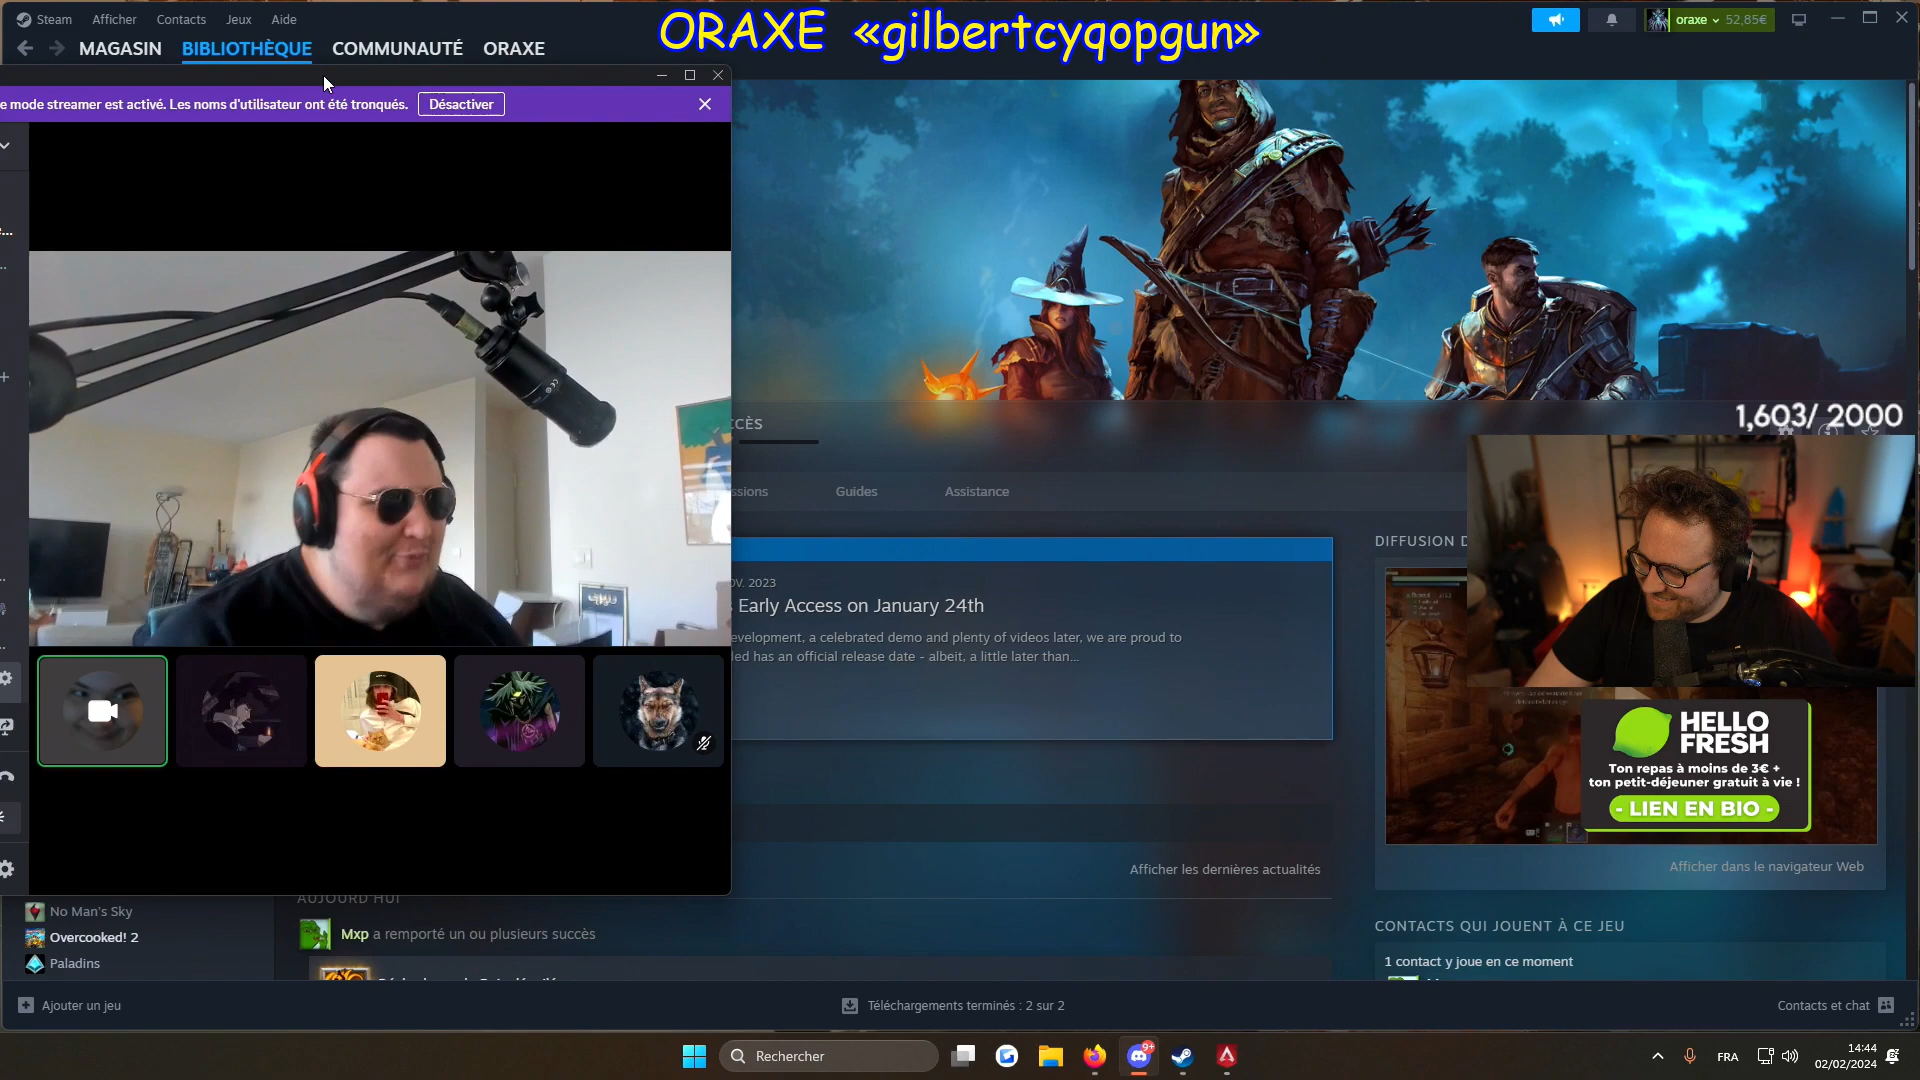 Steam Afficher Contacts Jeux Aide
ORAXE «gilbertcyqopgun»
oraxe 52,85€
MAGASIN BIBLIOTHÈQUE COMMUNAUTÉ ORAXE
e mode streamer est activé. Les noms d'utilisateur ont été tronqués. Désactiver
1,603/ 2000
CCÈS
ssions Guides Assistance
DIFFUSION D
OV. 2023
s Early Access on January 24th
evelopment, a celebrated demo and plenty of videos later, we are proud to
led has an official release date - albeit, a little later than...
HELLO
FRESH
Ton repas à moins de 3€ +
ton petit-déjeuner gratuit à vie !
- LIEN EN BIO -
Afficher les dernières actualités
Afficher dans le navigateur Web
AUJOURD'HUI
No Man's Sky
Overcooked! 2
Paladins
Mxp a remporté un ou plusieurs succès
CONTACTS QUI JOUENT À CE JEU
1 contact y joue en ce moment
Ajouter un jeu
Téléchargements terminés : 2 sur 2
Contacts et chat
Rechercher
9+
FRA
14:44
02/02/2024